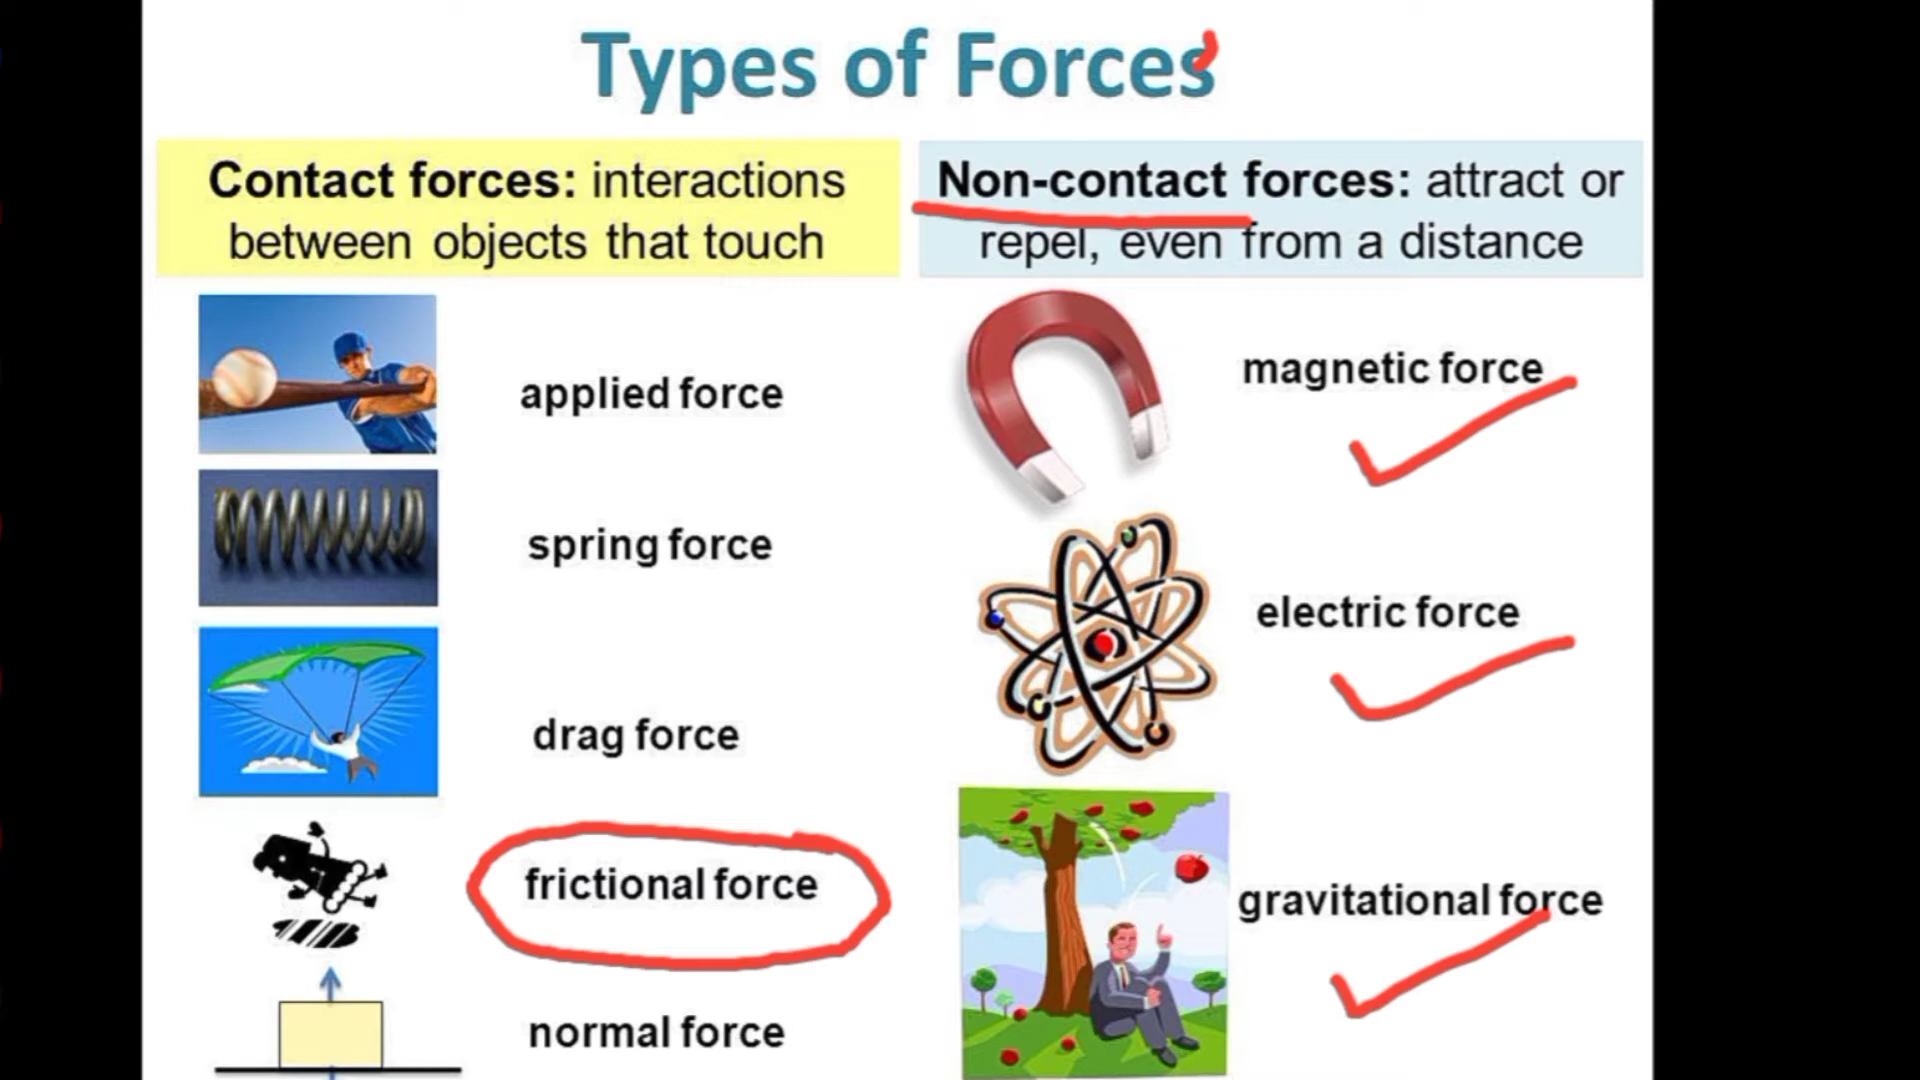 Types of Forces
Contact forces: interactions
between objects that touch
applied force
spring force
drag force
frictional force
normal force
Non-contact forces: attract or
repel, even from a distance
magnetic force
electric force
gravitational force